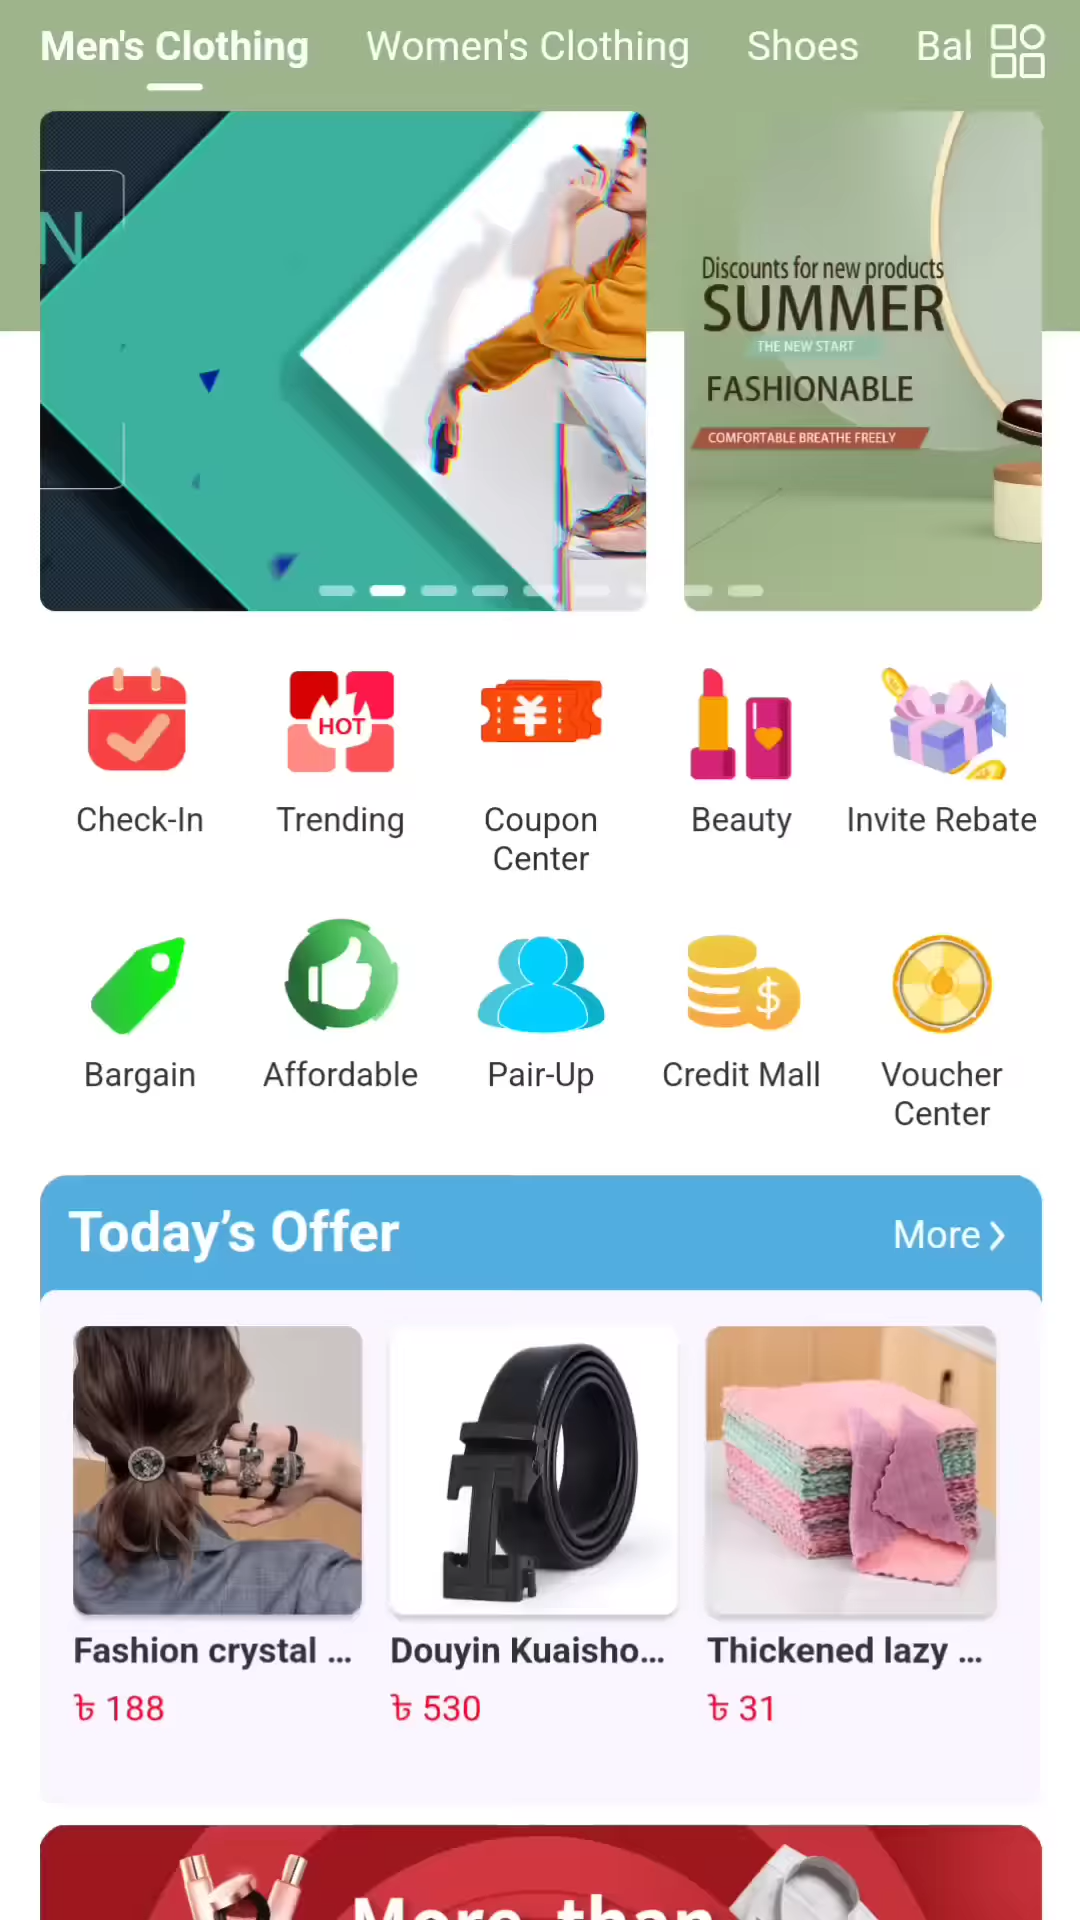 Men's Clothing Women's Clothing Shoes Bal
N
Discounts for new products
SUMMER
THE NEW START
FASHIONABLE
COMFORTABLE BREATHE FREELY
HOT
¥
$
Check-In Trending Coupon Center Beauty Invite Rebate
Bargain Affordable Pair-Up Credit Mall Voucher Center
Today’s Offer More
Fashion crystal ... Douyin Kuaisho... Thickened lazy ...
৳ 188 ৳ 530 ৳ 31
More than